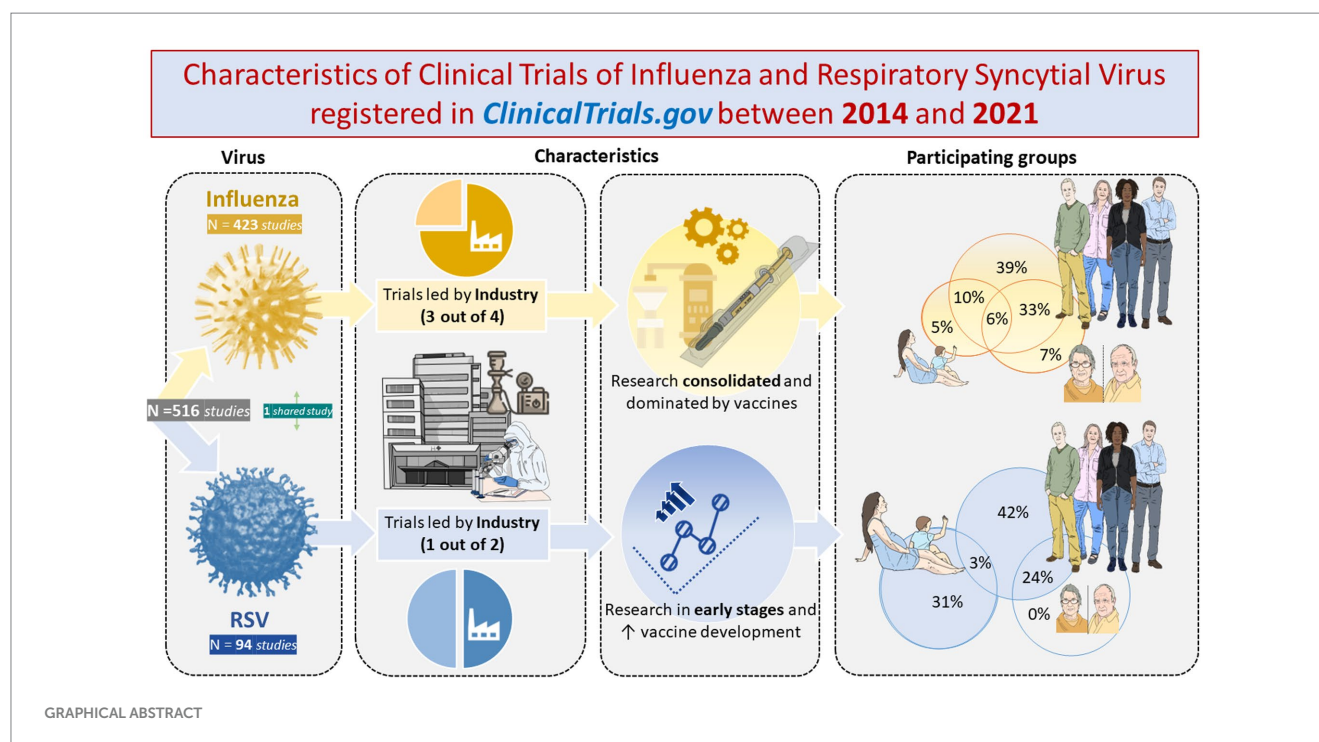 Characteristics of Clinical Trials of Influenza and Respiratory Syncytial Virus
registered in ClinicalTrials.gov between 2014 and 2021
Virus
Characteristics
Participating groups
Influenza
N = 423 studies
N =516 studies
1 shared study
RSV
N = 94 studies
Trials led by Industry
(3 out of 4)
Trials led by Industry
(1 out of 2)
Research consolidated and
dominated by vaccines
Research in early stages and
↑ vaccine development
39%
10%
33%
5%
6%
7%
42%
3%
24%
31%
0%
GRAPHICAL ABSTRACT